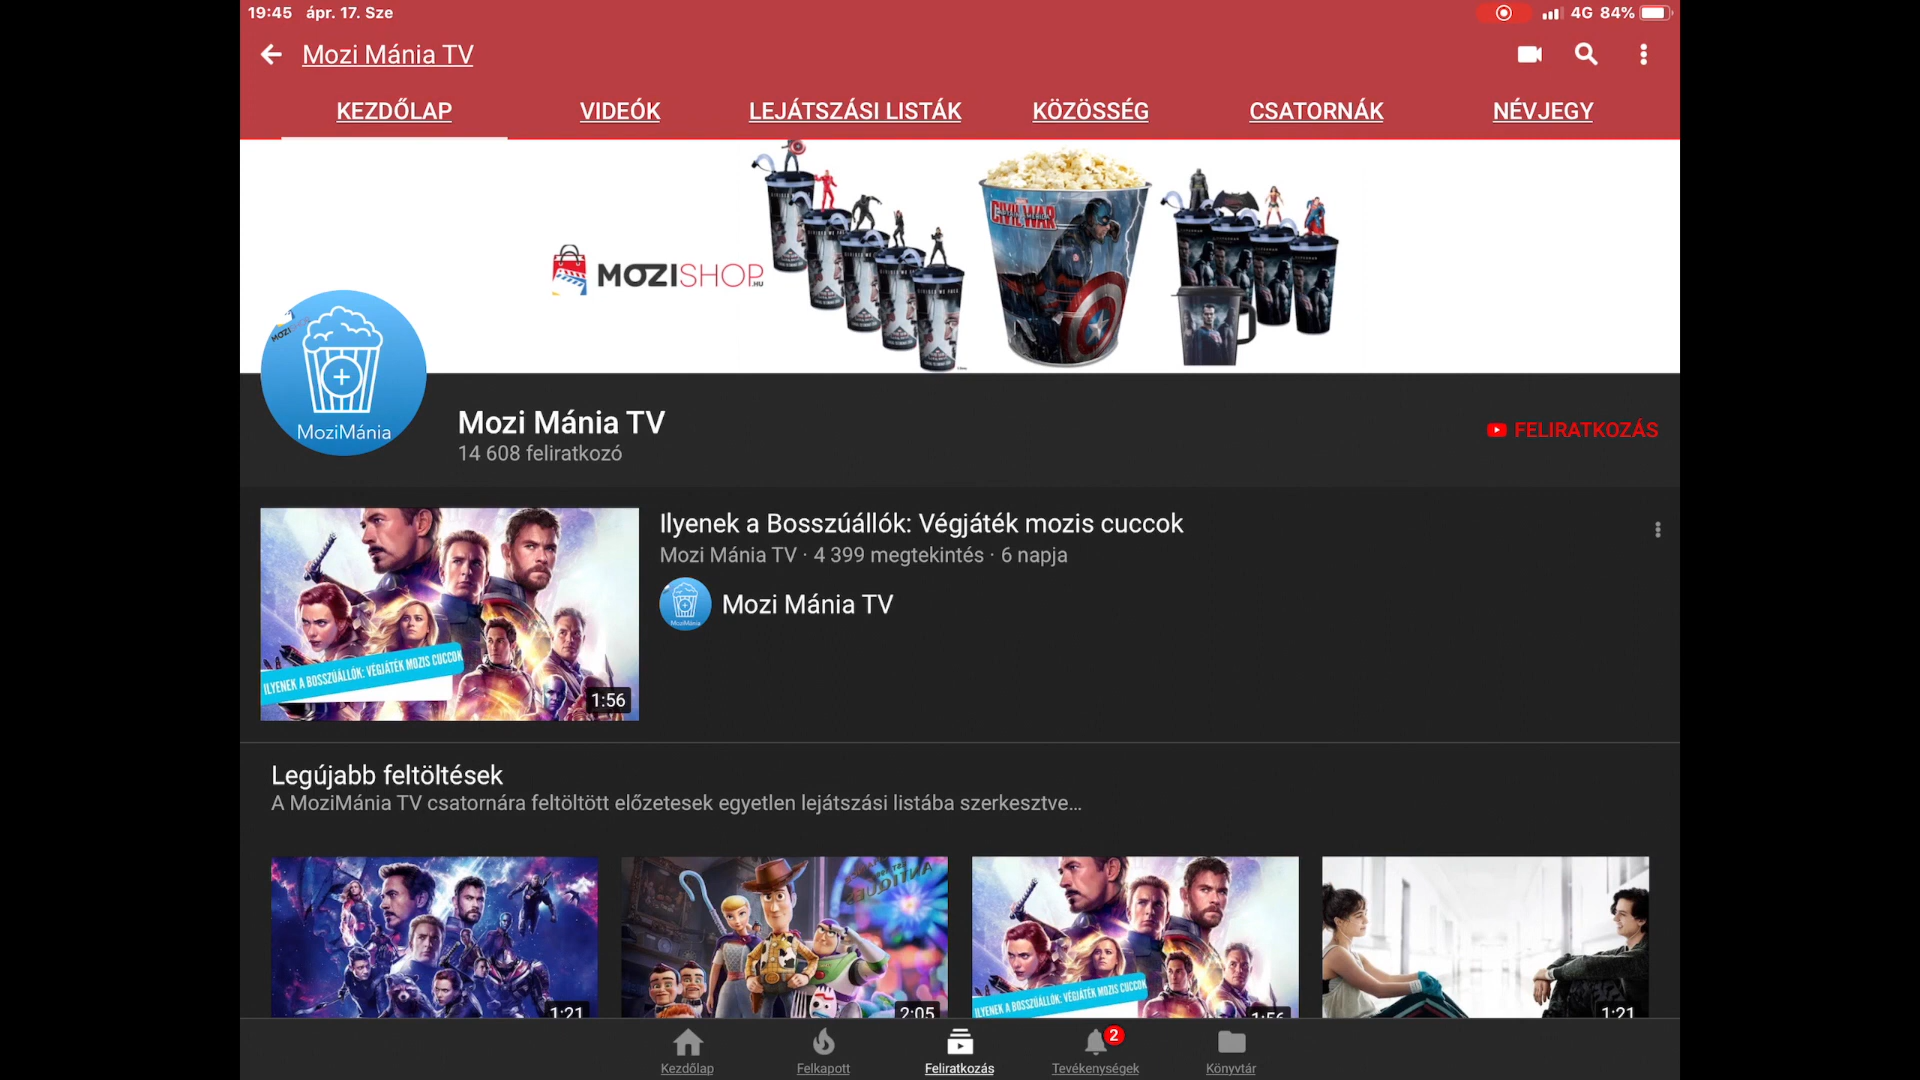 19:45 ápr. 17. Sze
4G 84%
Mozi Mánia TV
KEZDŐLAP VIDEÓK LEJÁTSZÁSI LISTÁK KÖZÖSSÉG CSATORNÁK NÉVJEGY
CIVIL WAR
MOZISHOP.HU
MOZISHOP
MoziMánia
Mozi Mánia TV
14 608 feliratkozó
FELIRATKOZÁS
Ilyenek a Bosszúállók: Végjáték mozis cuccok
Mozi Mánia TV · 4 399 megtekintés · 6 napja
Mozi Mánia TV
ILYENEK A BOSSZÚÁLLÓK: VÉGJÁTÉK MOZIS CUCCOK
1:56
Legújabb feltöltések
A MoziMánia TV csatornára feltöltött előzetesek egyetlen lejátszási listába szerkesztve...
ILYENEK A BOSSZÚÁLLÓK: VÉGJÁTÉK MOZIS CUCCOK
1:21
2:05
1:56
1:21
2
Kezdőlap Felkapott Feliratkozás Tevékenységek Könyvtár